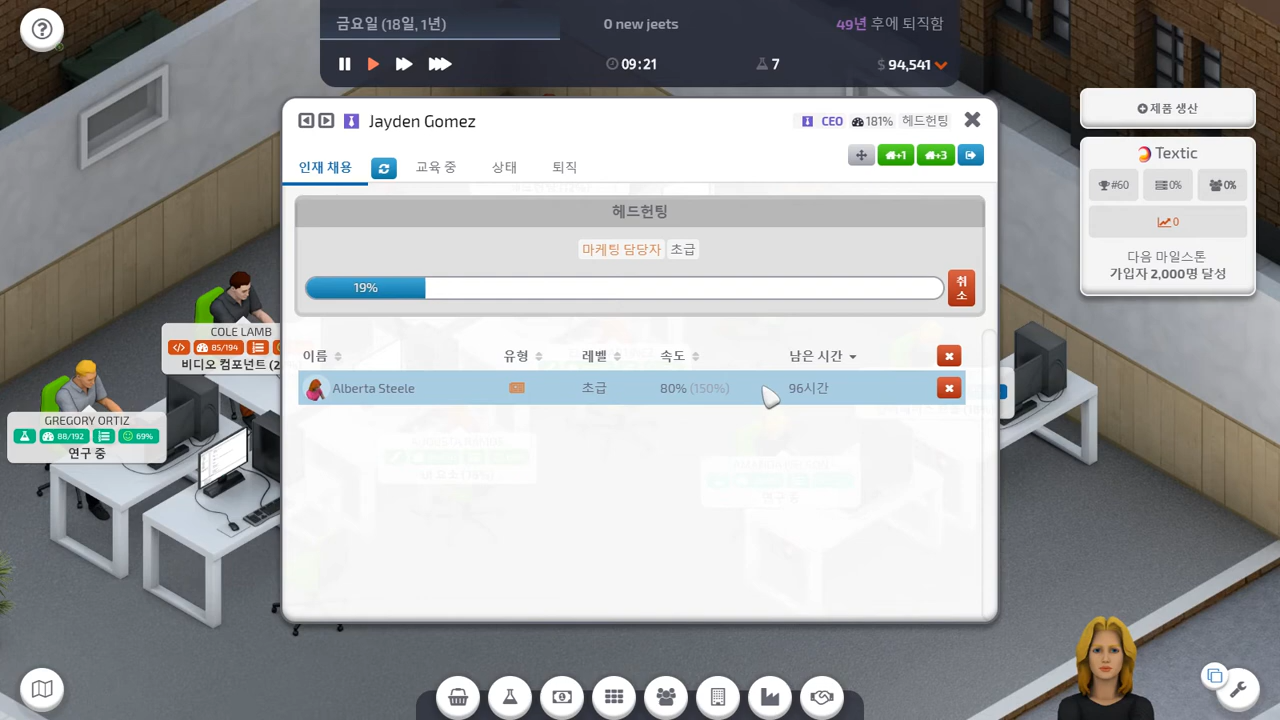 금요일 (18일, 1년)
0 new jeets
49년 후에 퇴직함
09:21
7
$ 94,541
제품 생산
Textic
#60
0%
0%
0
다음 마일스톤
가입자 2,000명 달성
Jayden Gomez
CEO
181%
헤드헌팅
+1
+3
인재 채용
교육 중
상태
퇴직
헤드헌팅
마케팅 담당자 초급
19%
취소
이름
유형
레벨
속도
남은 시간
Alberta Steele
초급
80% (150%)
96시간
COLE LAMB
85/194
비디오 컴포넌트 (2
GREGORY ORTIZ
88/192
69%
연구 중